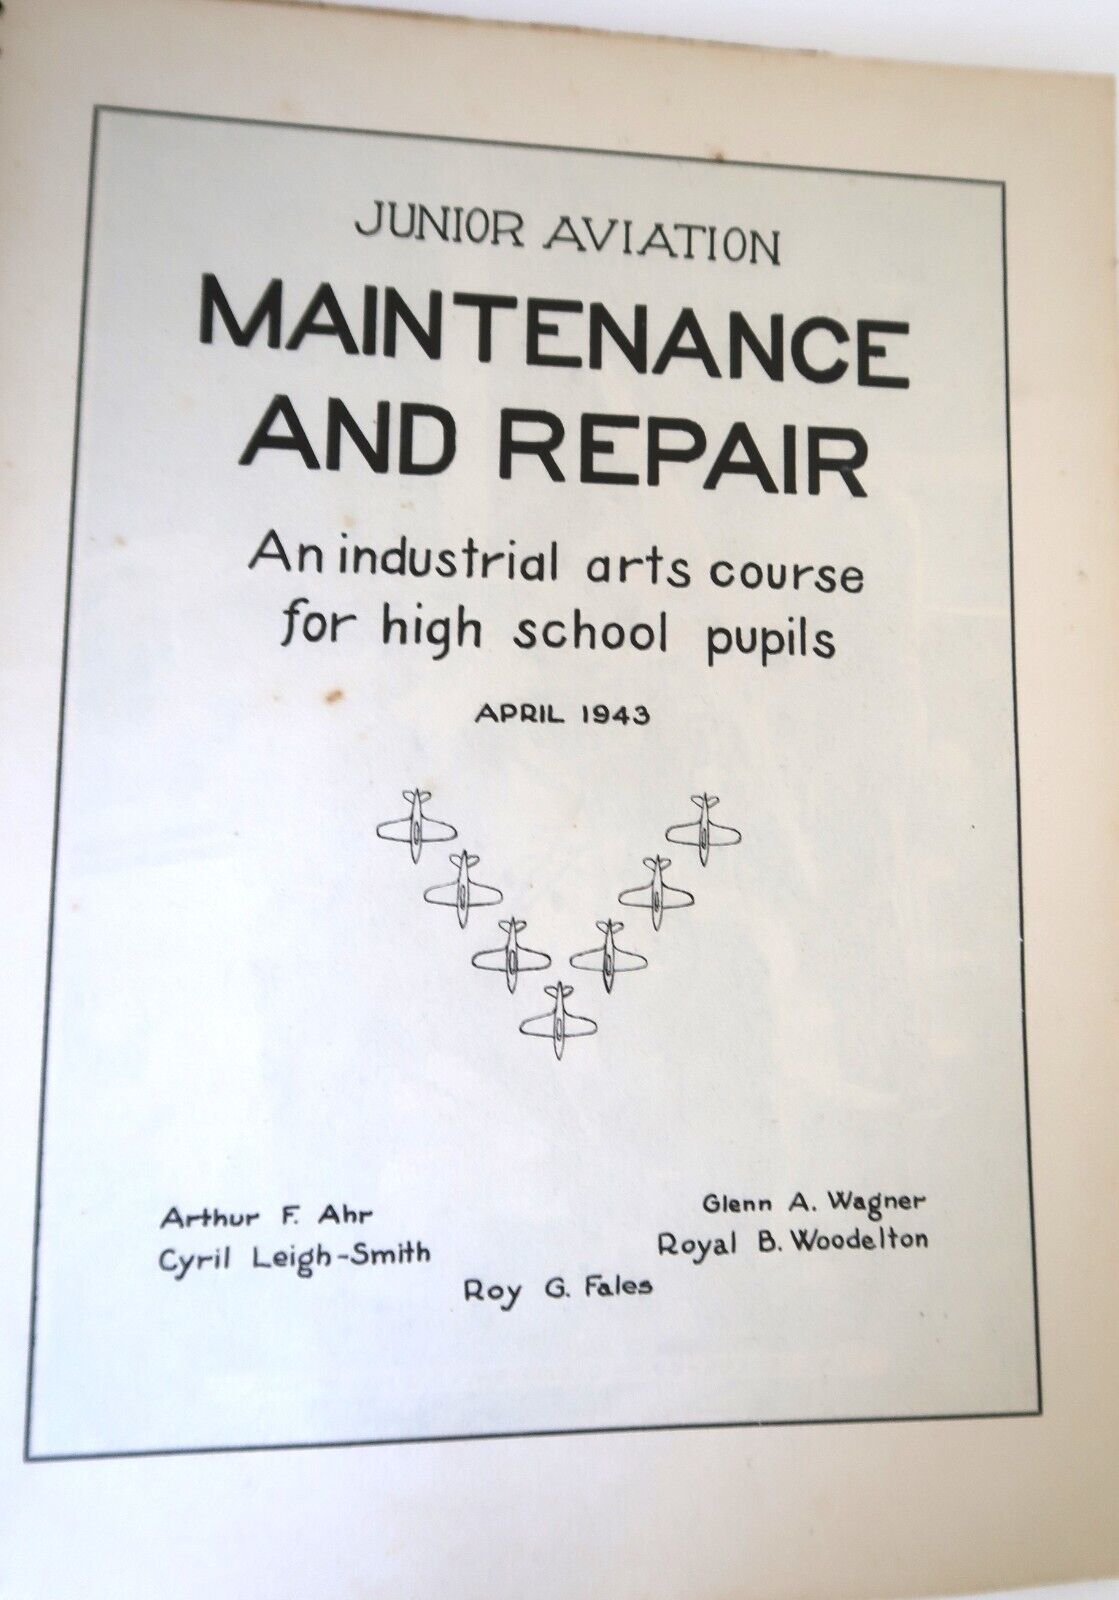 JUNIOR AVIATION
MAINTENANCE
AND REPAIR
An industrial arts course
for high school pupils
APRIL 1943
Arthur F. Ahr
Cyril Leigh-Smith
Glenn A. Wagner
Royal B. Woodelton
Roy G. Fales